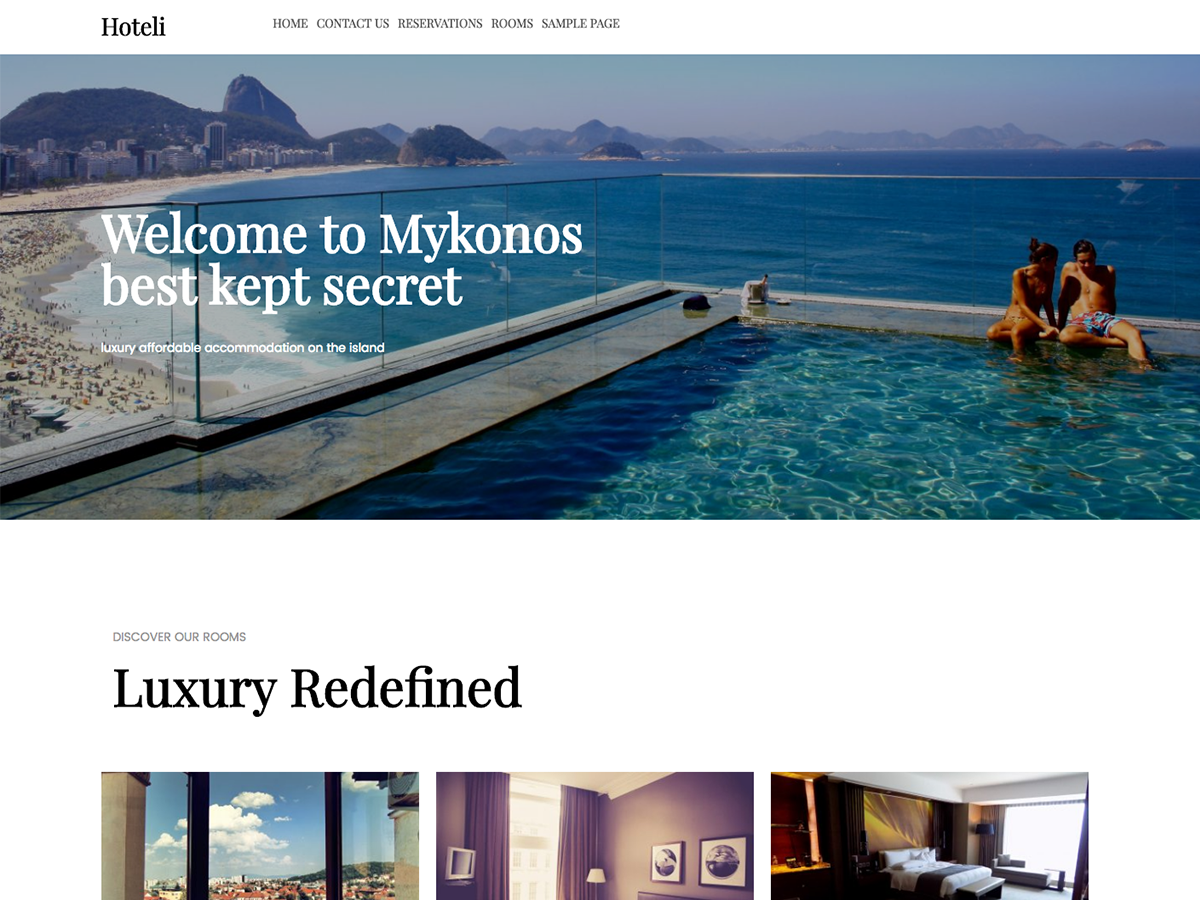 Hoteli
HOME CONTACT US RESERVATIONS ROOMS SAMPLE PAGE
Welcome to Mykonos
best kept secret
luxury affordable accommodation on the island
DISCOVER OUR ROOMS
Luxury Redefined